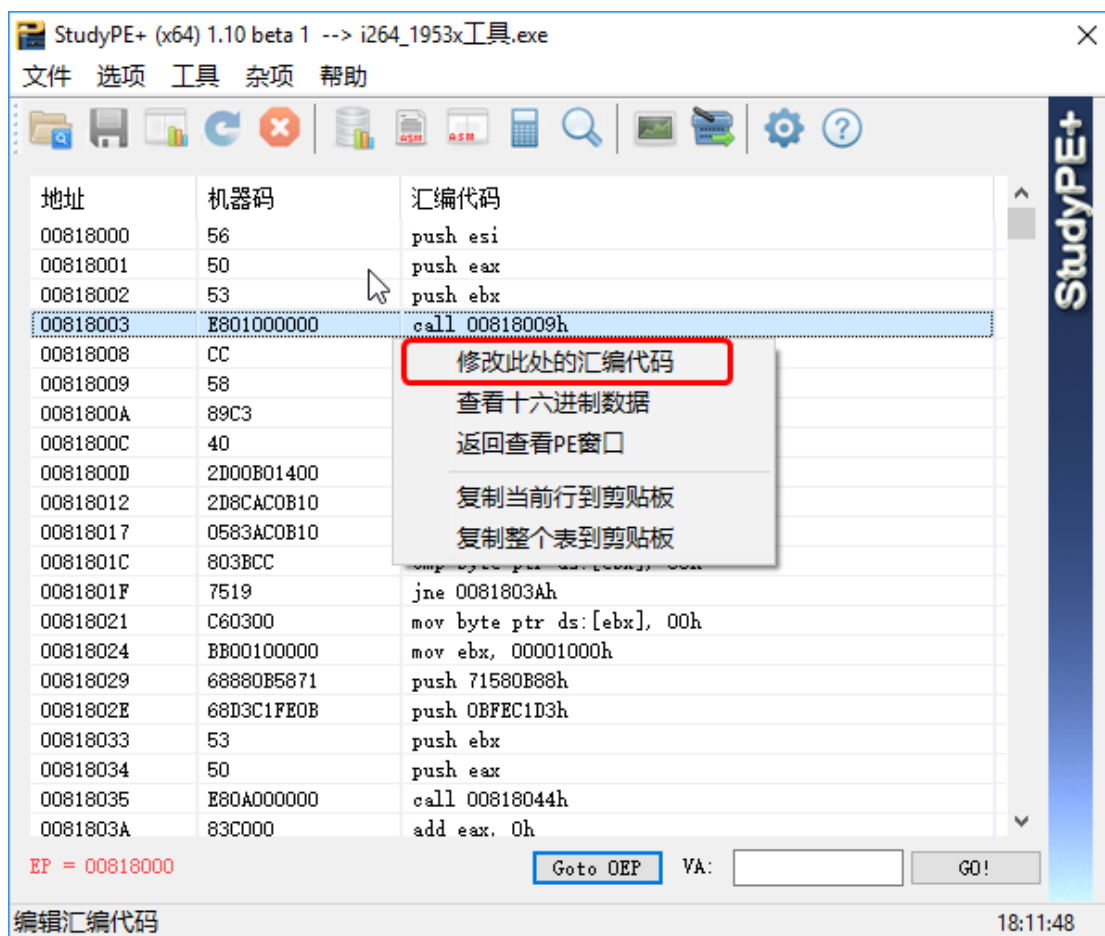 StudyPE+ (x64) 1.10 beta 1 --> i264_1953x工具.exe
文件 选项 工具 杂项 帮助
ASM ASM
StudyPE+
地址 机器码 汇编代码
00818000 56 push esi
00818001 50 push eax
00818002 53 push ebx
00818003 E801000000 call 00818009h
00818008 CC
修改此处的汇编代码
00818009 58
查看十六进制数据
0081800A 89C3
0081800C 40
返回查看PE窗口
0081800D 2D00B01400
00818012 2D8CAC0B10
复制当前行到剪贴板
00818017 0583AC0B10
复制整个表到剪贴板
0081801C 803BCC
0081801F 7519 jne 0081803Ah
00818021 C60300 mov byte ptr ds:[ebx], 00h
00818024 BB00100000 mov ebx, 00001000h
00818029 68880B5871 push 71580B88h
0081802E 68D3C1FE0B push 0BFEC1D3h
00818033 53 push ebx
00818034 50 push eax
00818035 E80A000000 call 00818044h
0081803A 83C000 add eax, 0h
EP = 00818000 Goto OEP VA: GO!
编辑汇编代码 18:11:48